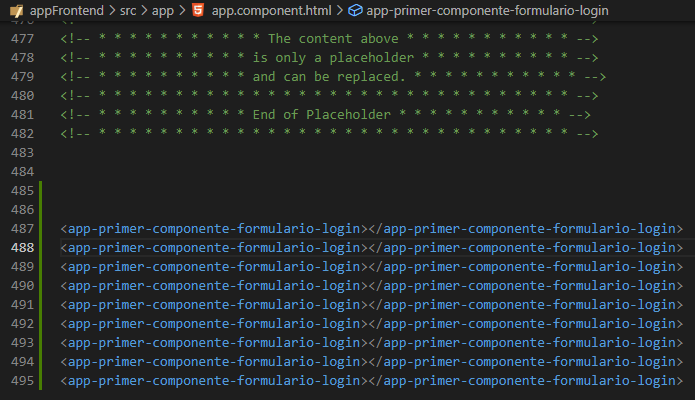 appFrontend > src > app > app.component.html > app-primer-componente-formulario-login
477 <!-- * * * * * * * * * * * The content above * * * * * * * * * * * -->
478 <!-- * * * * * * * * * * is only a placeholder * * * * * * * * * * -->
479 <!-- * * * * * * * * * * and can be replaced. * * * * * * * * * * * -->
480 <!-- * * * * * * * * * * * * * * * * * * * * * * * * * * * * * * * -->
481 <!-- * * * * * * * * * * End of Placeholder * * * * * * * * * * * -->
482 <!-- * * * * * * * * * * * * * * * * * * * * * * * * * * * * * * * -->
483
484
485
486
487 <app-primer-componente-formulario-login></app-primer-componente-formulario-login>
488 <app-primer-componente-formulario-login></app-primer-componente-formulario-login>
489 <app-primer-componente-formulario-login></app-primer-componente-formulario-login>
490 <app-primer-componente-formulario-login></app-primer-componente-formulario-login>
491 <app-primer-componente-formulario-login></app-primer-componente-formulario-login>
492 <app-primer-componente-formulario-login></app-primer-componente-formulario-login>
493 <app-primer-componente-formulario-login></app-primer-componente-formulario-login>
494 <app-primer-componente-formulario-login></app-primer-componente-formulario-login>
495 <app-primer-componente-formulario-login></app-primer-componente-formulario-login>